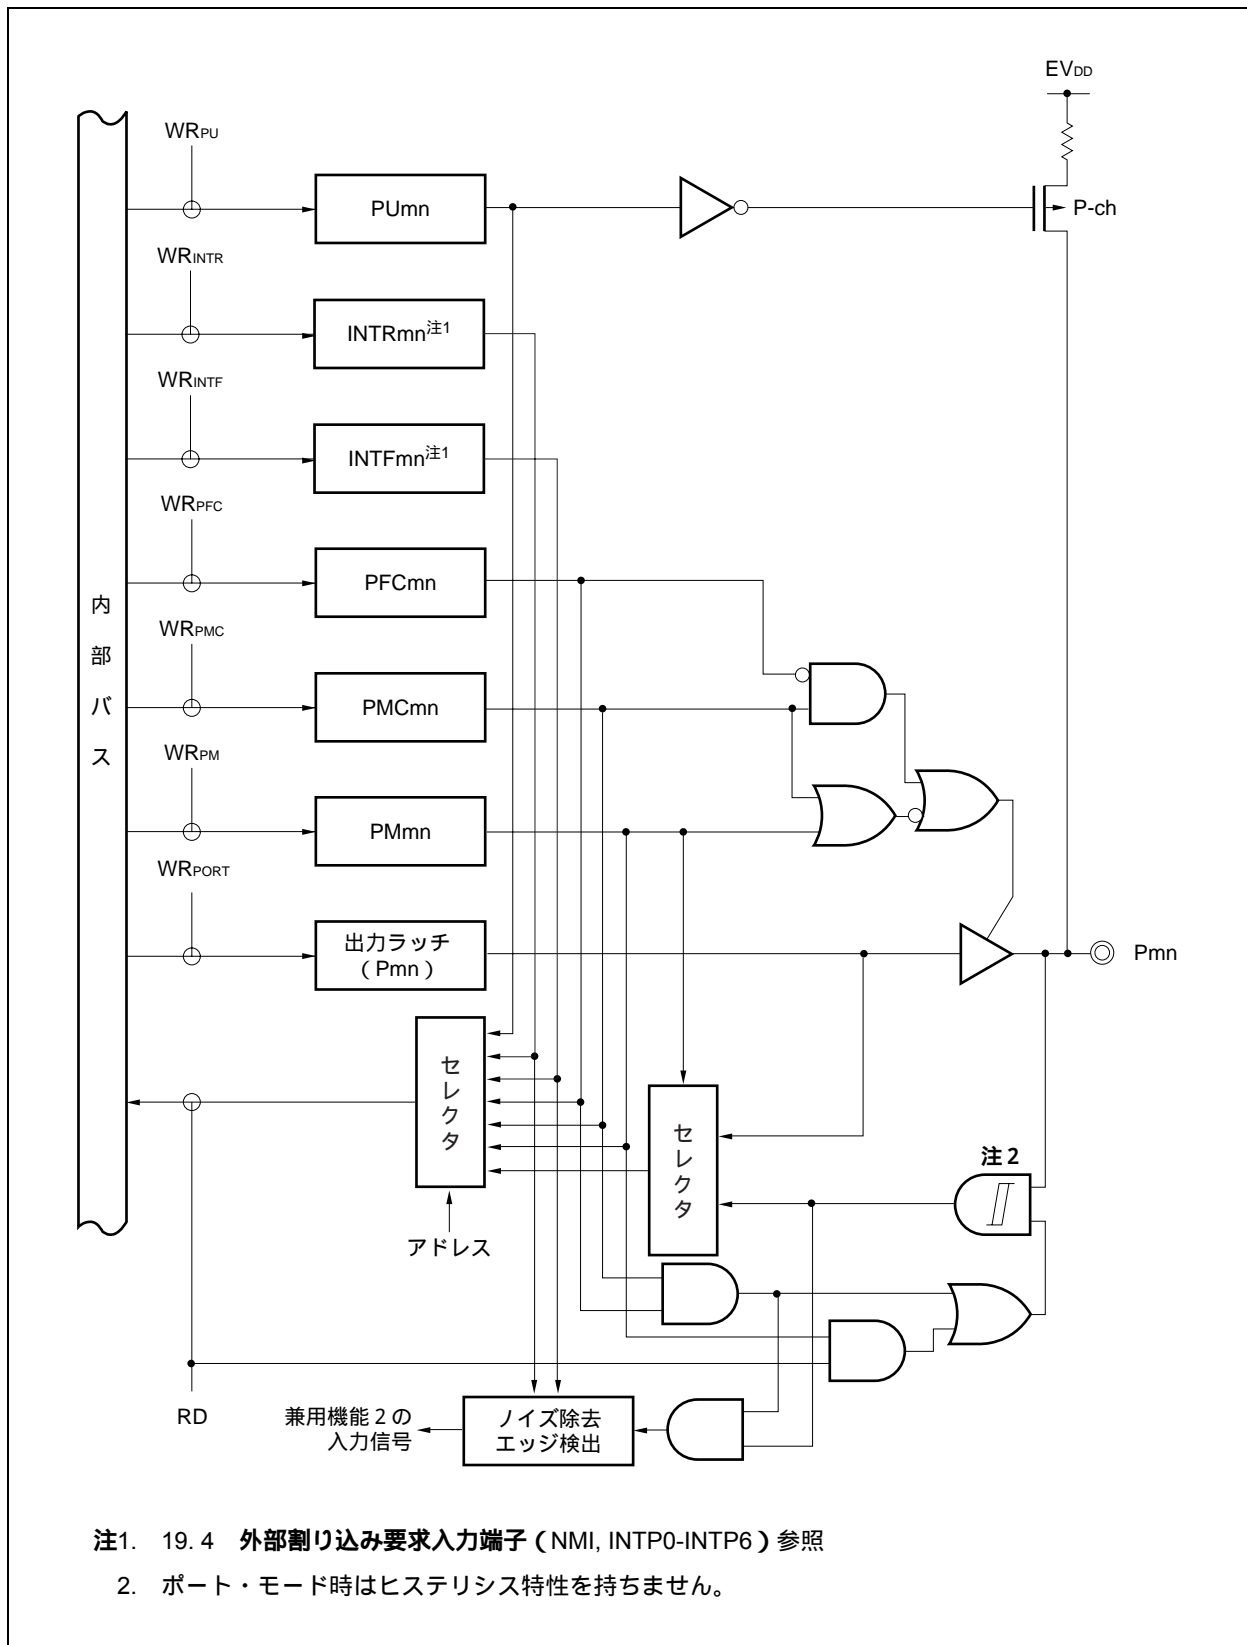 EVDD
WRPU
PUmn
P-ch
WRINTR
INTRmn注1
WRINTF
INTFmn注1
WRPFC
PFCmn
内部バス
WRPMC
PMCmn
WRPM
PMmn
WRPORT
出力ラッチ
（Pmn）
Pmn
セレクタ
セレクタ
注2
アドレス
RD
兼用機能2の
入力信号
ノイズ除去
エッジ検出
注1. 19. 4 外部割り込み要求入力端子（NMI, INTP0-INTP6）参照
2. ポート・モード時はヒステリシス特性を持ちません。